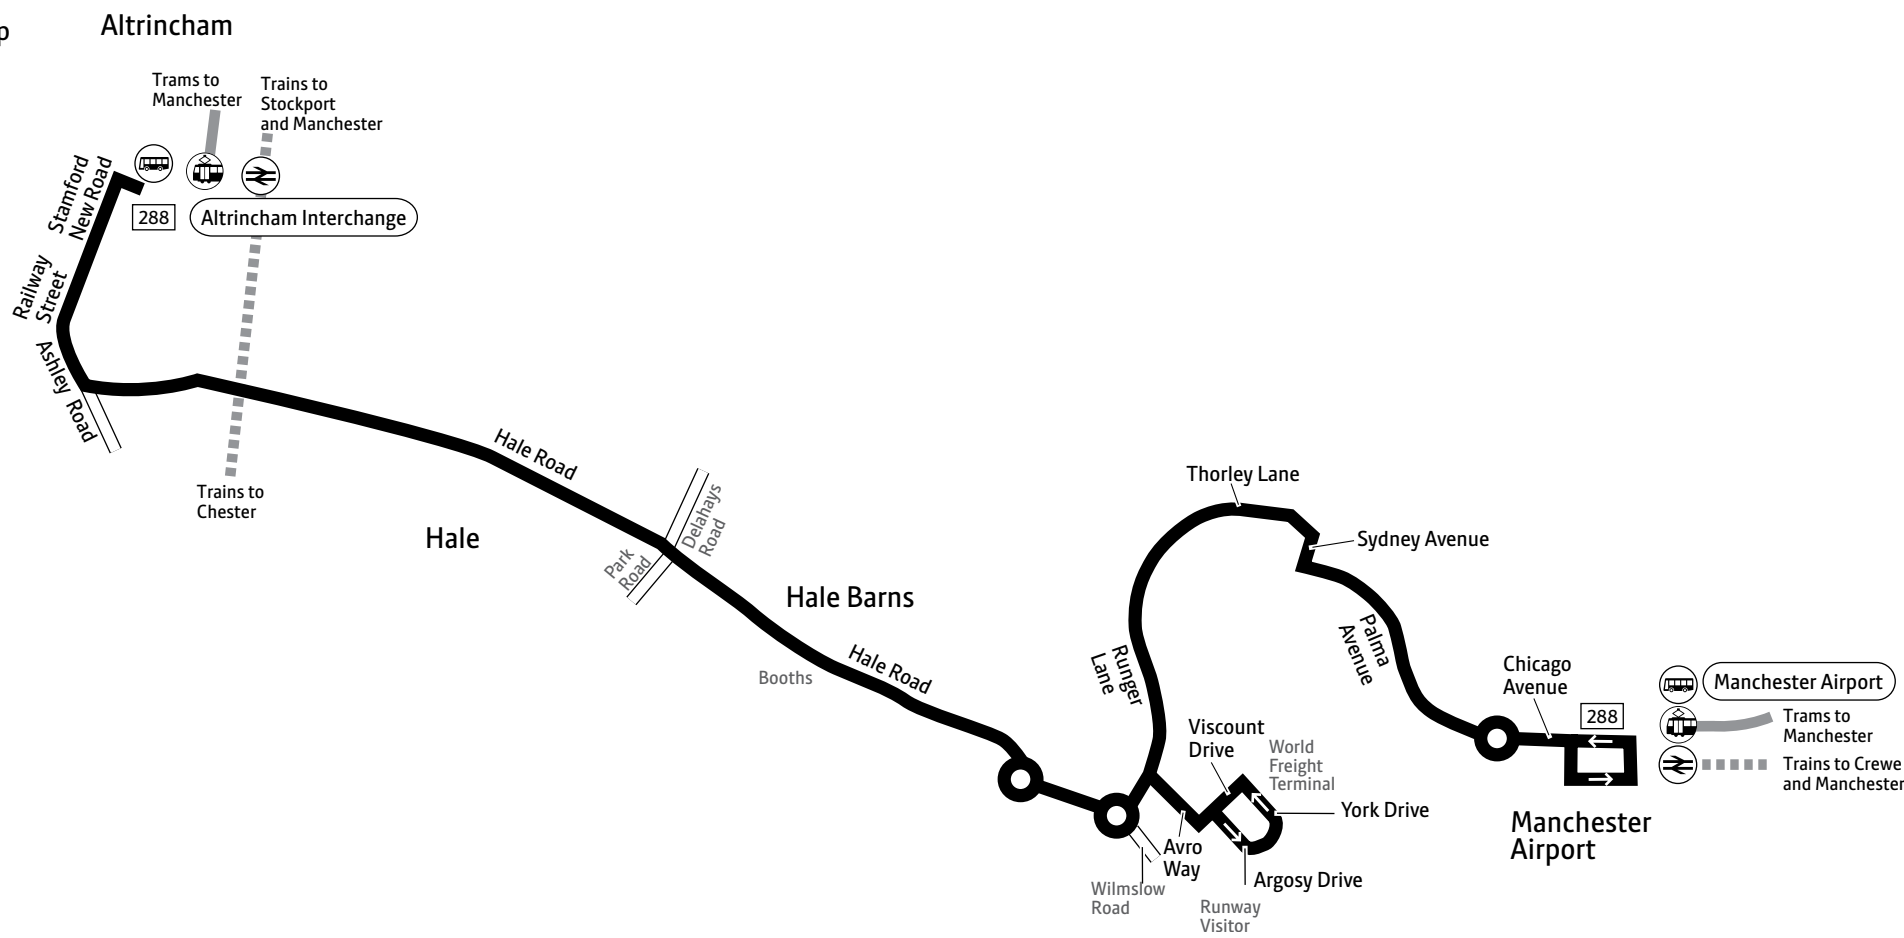 p
Altrincham
Trams to
Manchester
Trains to
Stockport
and Manchester
Stamford
New Road
288
Altrincham Interchange
Railway
Street
Ashley Road
Trains to
Chester
Hale Road
Hale
Park
Road
Delahays
Road
Hale Barns
Booths
Hale Road
Thorley Lane
Sydney Avenue
Runger
Lane
Palma
Avenue
Viscount
Drive
World
Freight
Terminal
York Drive
Avro
Way
Argosy Drive
Wilmslow
Road
Runway
Visitor
Chicago
Avenue
288
Manchester Airport
Trams to
Manchester
Trains to Crewe
and Manchester
Manchester
Airport